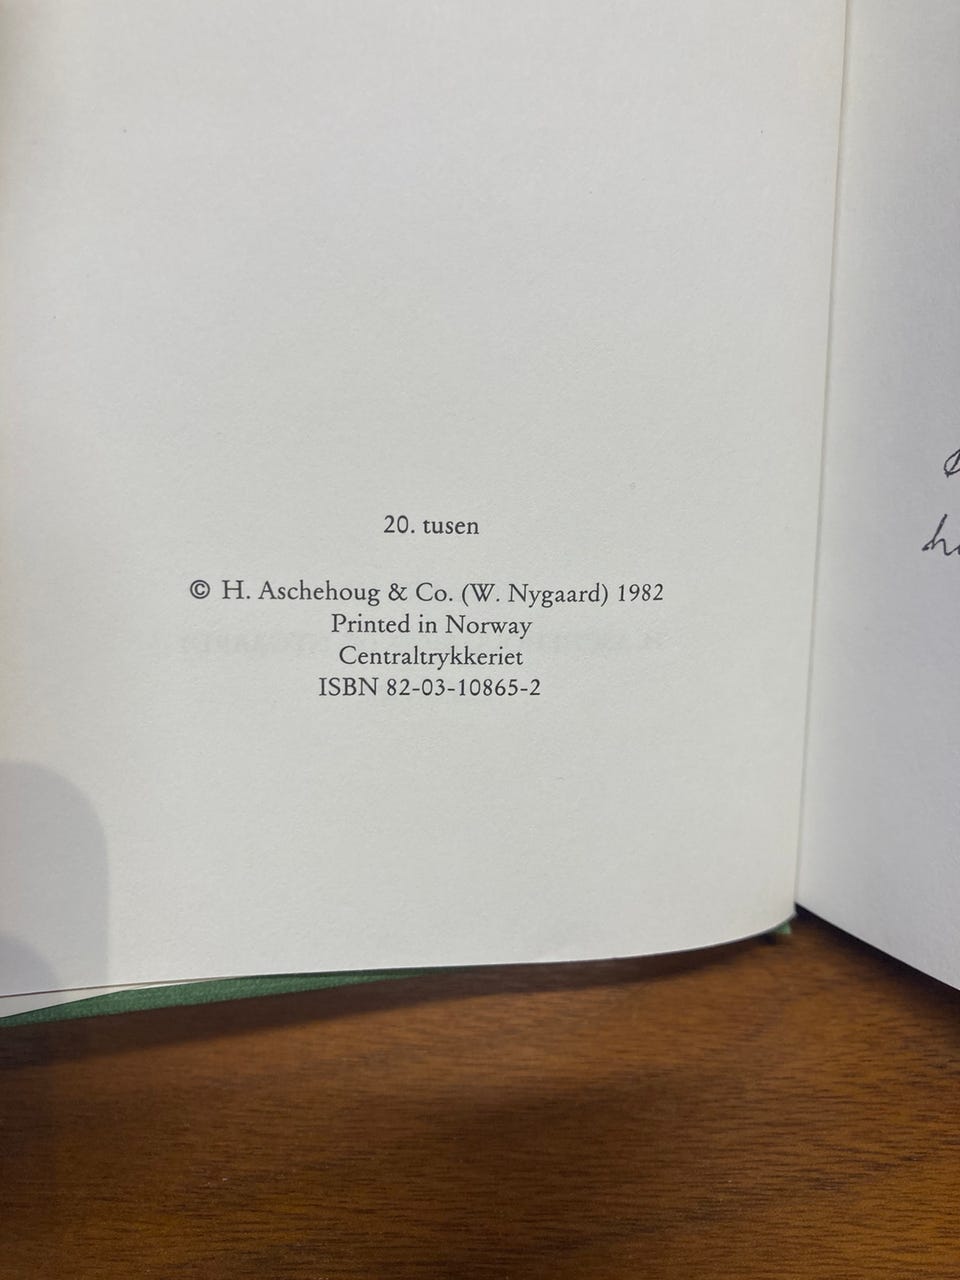 20. tusen
© H. Aschehoug & Co. (W. Nygaard) 1982
Printed in Norway
Centraltrykkeriet
ISBN 82-03-10865-2